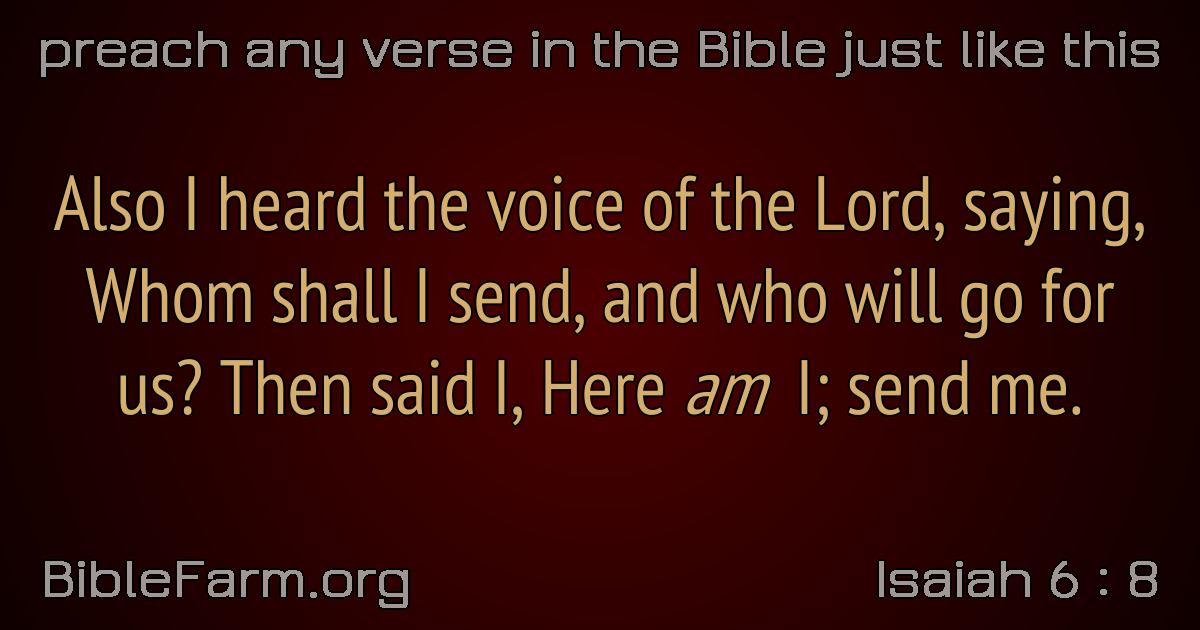 preach any verse in the Bible just like this
Also I heard the voice of the Lord, saying,
Whom shall I send, and who will go for
us? Then said I, Here am I; send me.
BibleFarm.org
Isaiah 6 : 8